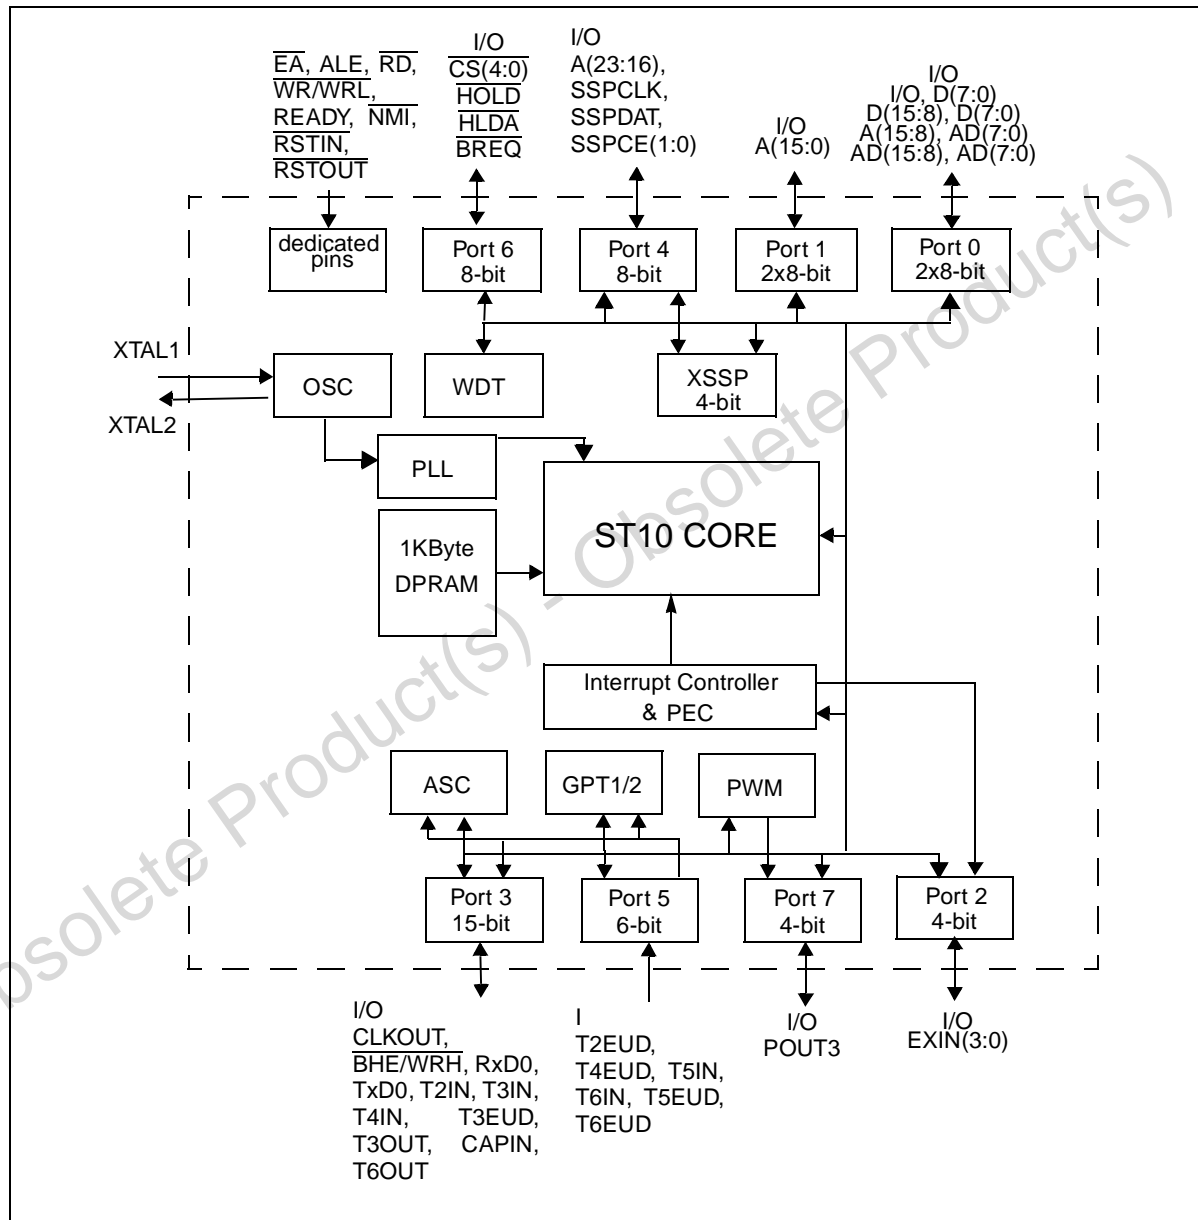 EA, ALE, RD,
WR/WRL,
READY, NMI,
RSTIN,
RSTOUT
I/O
CS(4:0)
HOLD
HLDA
BREQ
I/O
A(23:16),
SSPCLK,
SSPDAT,
SSPCE(1:0)
I/O
A(15:0)
I/O
I/O, D(7:0)
D(15:8), D(7:0)
A(15:8), AD(7:0)
AD(15:8), AD(7:0)
dedicated
pins
Port 6
8-bit
Port 4
8-bit
Port 1
2x8-bit
Port 0
2x8-bit
XTAL1
XTAL2
OSC
WDT
XSSP
4-bit
PLL
1KByte
DPRAM
ST10 CORE
Interrupt Controller
& PEC
ASC
GPT1/2
PWM
Port 3
15-bit
Port 5
6-bit
Port 7
4-bit
Port 2
4-bit
I/O
CLKOUT,
BHE/WRH, RxD0,
TxD0, T2IN, T3IN,
T4IN, T3EUD,
T3OUT, CAPIN,
T6OUT
I
T2EUD,
T4EUD, T5IN,
T6IN, T5EUD,
T6EUD
I/O
POUT3
I/O
EXIN(3:0)
bsolete Product(s) - Obsolete Product(s)